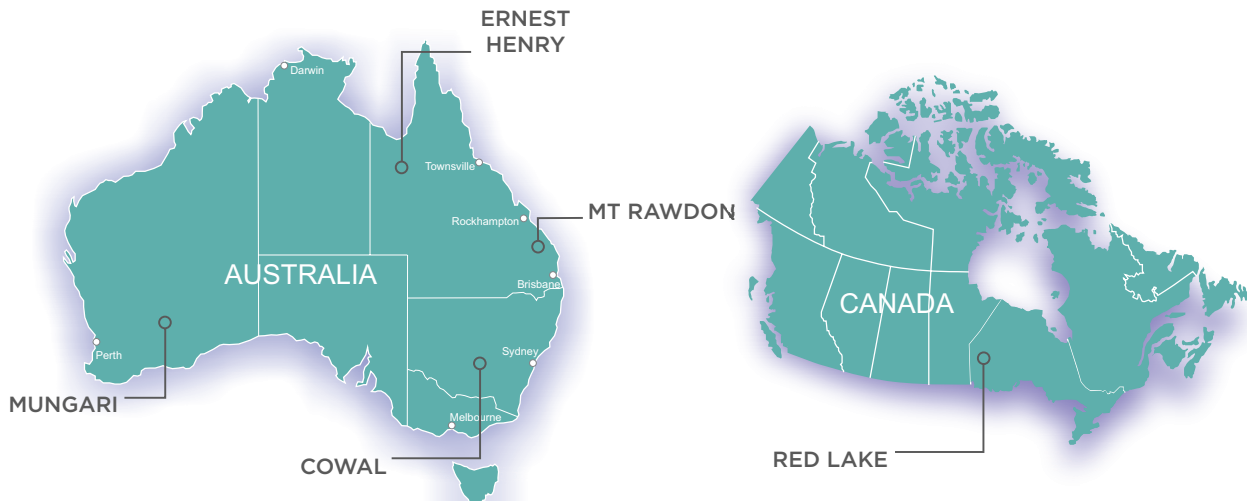 ERNEST
HENRY
Darwin
Townsville
Rockhampton
MT RAWDON
AUSTRALIA
Brisbane
CANADA
Perth
Sydney
MUNGARI
Melbourne
COWAL
RED LAKE